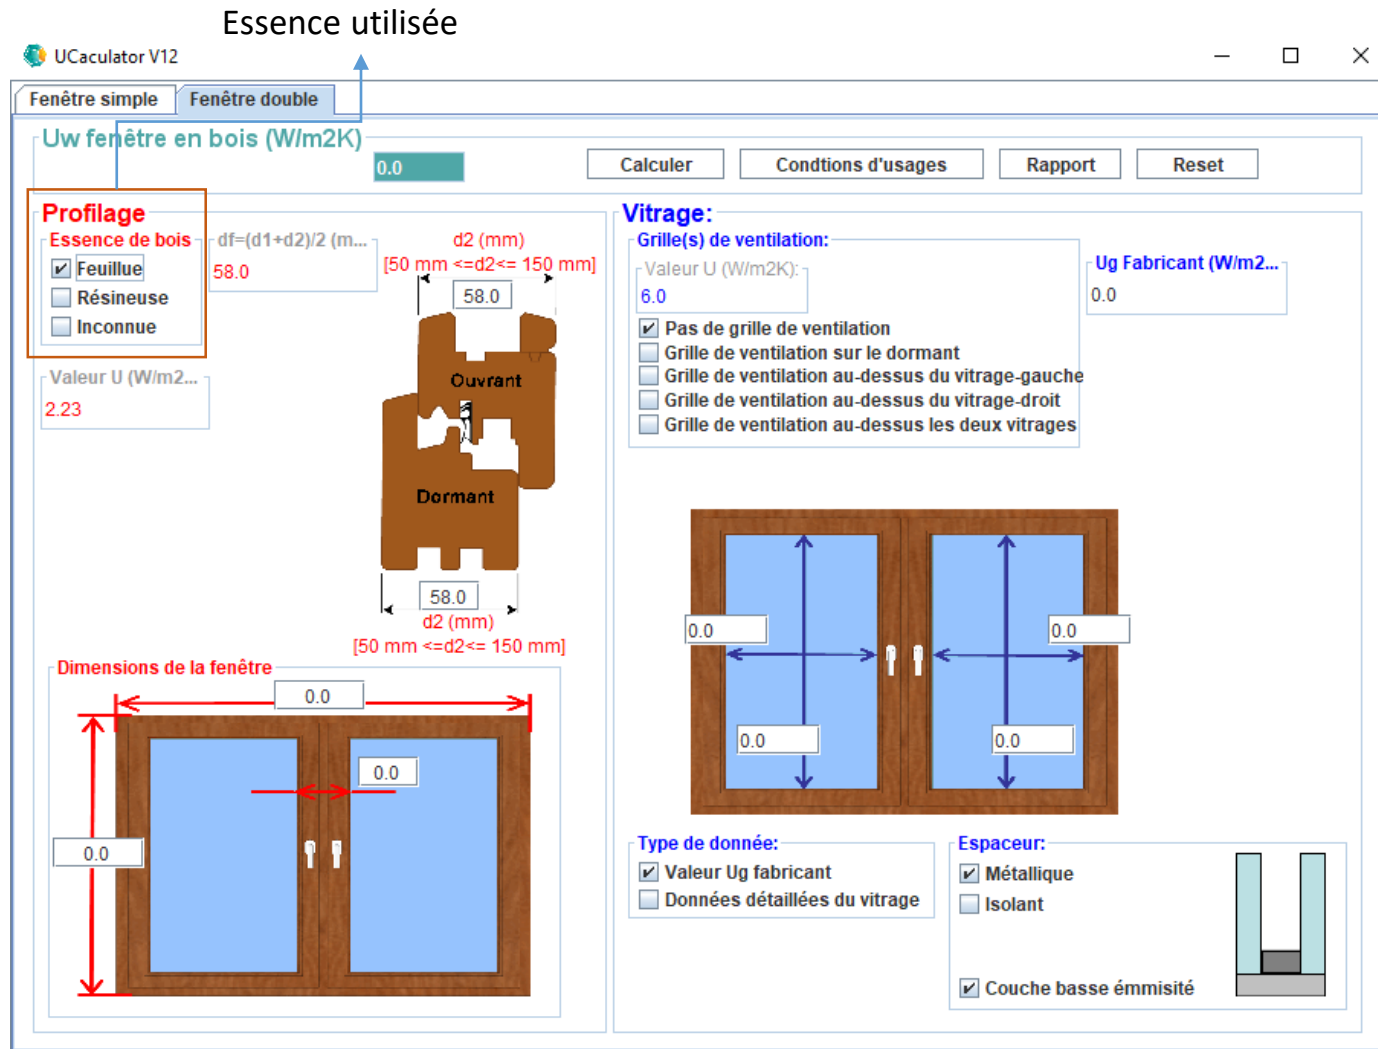 Essence utilisée
UCaculator V12
Fenêtre simple
Fenêtre double
Uw fenêtre en bois (W/m2K)
0.0
Calculer
Condtions d'usages
Rapport
Reset
Profilage
Essence de bois
Feuillue
Résineuse
Inconnue
df=(d1+d2)/2 (m...
58.0
Valeur U (W/m2...
2.23
d2 (mm)
[50 mm <=d2<= 150 mm]
58.0
Ouvrant
Dormant
58.0
d2 (mm)
[50 mm <=d2<= 150 mm]
Dimensions de la fenêtre
0.0
0.0
0.0
Vitrage:
Grille(s) de ventilation:
Valeur U (W/m2K):
6.0
Pas de grille de ventilation
Grille de ventilation sur le dormant
Grille de ventilation au-dessus du vitrage-gauche
Grille de ventilation au-dessus du vitrage-droit
Grille de ventilation au-dessus les deux vitrages
Ug Fabricant (W/m2...
0.0
0.0
0.0
0.0
0.0
Type de donnée:
Valeur Ug fabricant
Données détaillées du vitrage
Espaceur:
Métallique
Isolant
Couche basse émmisité